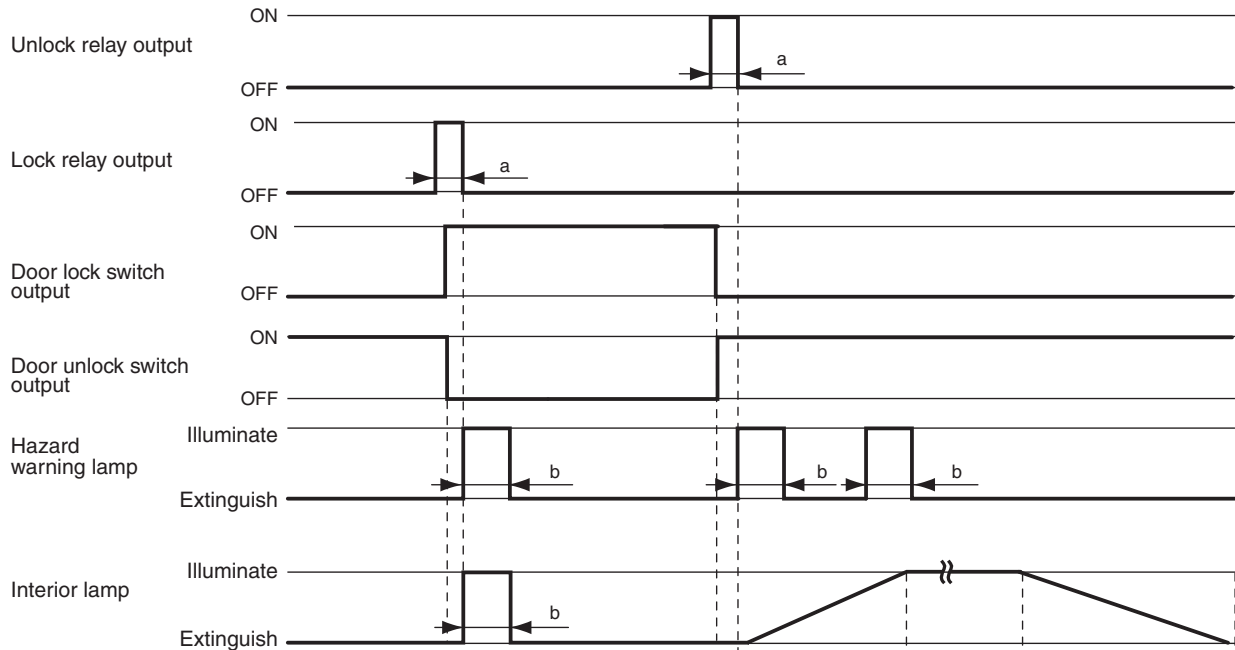 ON
Unlock relay output
a
OFF
ON
Lock relay output
a
OFF
ON
Door lock switch
output
OFF
ON
Door unlock switch
output
OFF
Illuminate
Hazard
warning lamp
b
b
b
Extinguish
Illuminate
Interior lamp
b
Extinguish